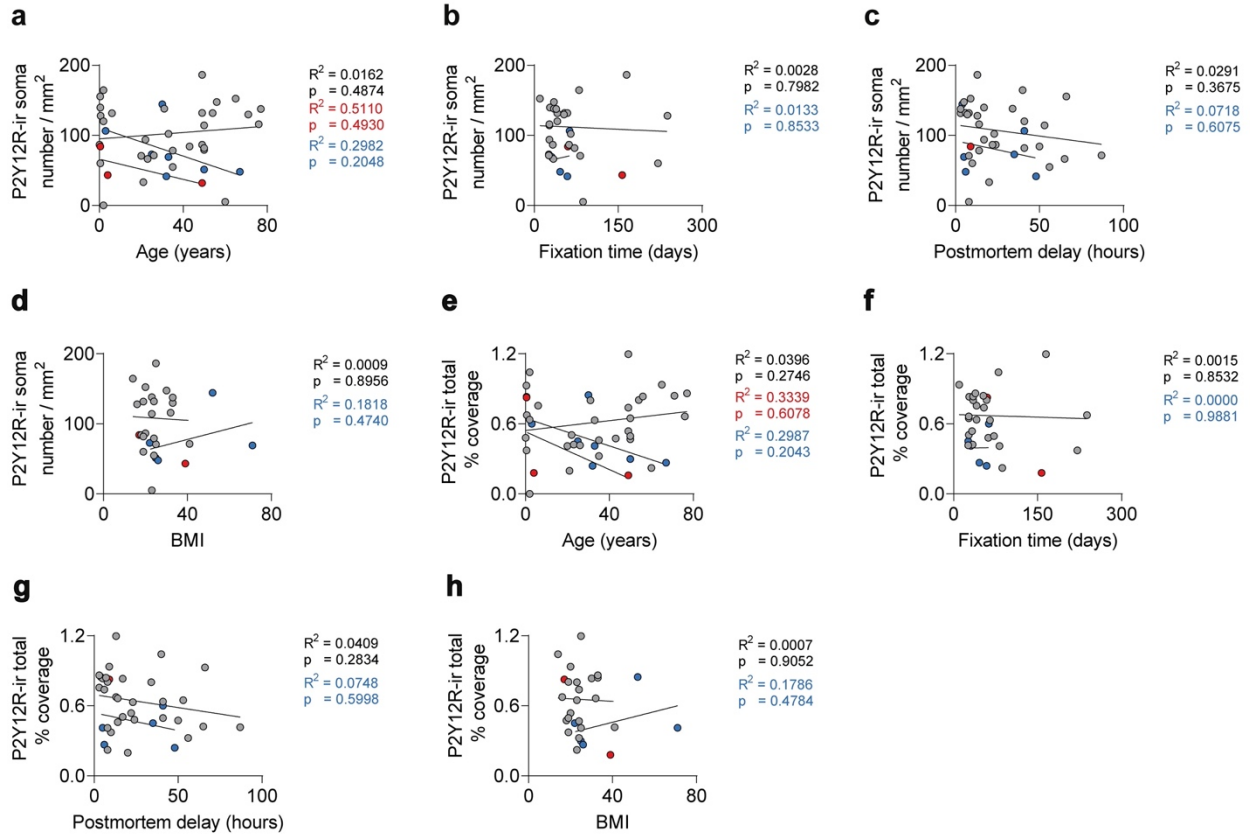 a
P2Y12R-ir soma
number / mm²
200
100
0
0
40
80
Age (years)
R² = 0.0162
p = 0.4874
R² = 0.5110
p = 0.4930
R² = 0.2982
p = 0.2048
b
P2Y12R-ir soma
number / mm²
200
100
0
0
150
300
Fixation time (days)
R² = 0.0028
p = 0.7982
R² = 0.0133
p = 0.8533
c
P2Y12R-ir soma
number / mm²
200
100
0
0
50
100
Postmortem delay (hours)
R² = 0.0291
p = 0.3675
R² = 0.0718
p = 0.6075
d
P2Y12R-ir soma
number / mm²
200
100
0
0
40
80
BMI
R² = 0.0009
p = 0.8956
R² = 0.1818
p = 0.4740
e
P2Y12R-ir total
% coverage
1.2
0.6
0.0
0
40
80
Age (years)
R² = 0.0396
p = 0.2746
R² = 0.3339
p = 0.6078
R² = 0.2987
p = 0.2043
f
P2Y12R-ir total
% coverage
1.2
0.6
0.0
0
150
300
Fixation time (days)
R² = 0.0015
p = 0.8532
R² = 0.0000
p = 0.9881
g
P2Y12R-ir total
% coverage
1.2
0.6
0.0
0
50
100
Postmortem delay (hours)
R² = 0.0409
p = 0.2834
R² = 0.0748
p = 0.5998
h
P2Y12R-ir total
% coverage
1.2
0.6
0.0
0
40
80
BMI
R² = 0.0007
p = 0.9052
R² = 0.1786
p = 0.4784